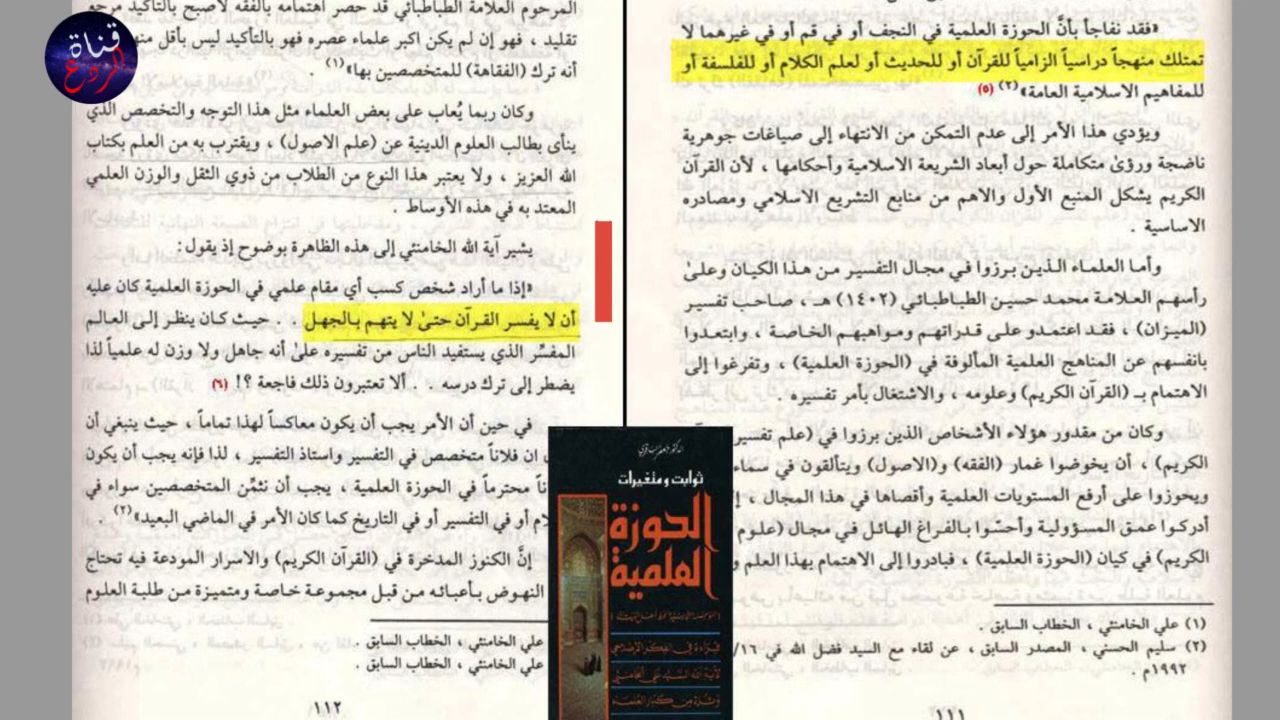 قناة
الردع
«فقد نفاجأ بأنَّ الحوزة العلمية في النجف أو في قم أو في غيرهما لا
تمتلك منهجاً دراسياً الزامياً للقرآن أو للحديث أو لعلم الكلام أو للفلسفة أو
للمفاهيم الاسلامية العامة»(٢) (٥)
ويؤدي هذا الأمر إلى عدم التمكن من الانتهاء إلى صياغات جوهرية
ناضجة ورؤى متكاملة حول أبعاد الشريعة الاسلامية وأحكامها ، لأن القرآن
الكريم يشكل المنبع الأول والاهم من منابع التشريع الاسلامي ومصادره
الاساسية .
وأما العلماء الذين برزوا في مجال التفسير من هذا الكيان وعلى
رأسهم العلامة محمد حسين الطباطبائي (١٤٠٢) هـ، صاحب تفسير
(الميزان) ، فقد اعتمدو على قدراتهم ومواهبهم الخاصة ، وابتعدوا
بانفسهم عن المناهج العلمية المألوفة في (الحوزة العلمية) ، وتفرغوا إلى
الاهتمام بـ (القرآن الكريم) وعلومه ، والاشتغال بأمر تفسيره .
وكان من مقدور هؤلاء الأشخاص الذين برزوا في (علم تفسير
الكريم) ، أن يخوضوا غمار (الفقه) و(الاصول) ويتألقون في سماء
ويحوزوا على أرفع المستويات العلمية وأقصاها في هذا المجال ،
أدركوا عمق المسؤولية وأحسّوا بالفراغ الهائل في مجال (علوم
الكريم) في كيان (الحوزة العلمية) ، فبادروا إلى الاهتمام بهذا العلم
(١) علي الخامنئي ، الخطاب السابق .
(٢) سليم الحسني ، المصدر السابق ، عن لقاء مع السيد فضل الله في ١٦/
١٩٩٢م.
١١١
المرحوم العلامة الطباطبائي قد حصر اهتمامه بالفقه لأصبح بالتأكيد مرجع
تقليد ، فهو إن لم يكن اكبر علماء عصره فهو بالتأكيد ليس بأقل
أنه ترك (الفقاهة) للمتخصصين بها»(١) .
وكان ربما يُعاب على بعض العلماء مثل هذا التوجه والتخصص الذي
ينأى بطالب العلوم الدينية عن (علم الاصول) ، ويقترب به من العلم بكتاب
الله العزيز ، ولا يعتبر هذا النوع من الطلاب من ذوي الثقل والوزن العلمي
المعتد به في هذه الأوساط .
يشير آية الله الخامنئي إلى هذه الظاهرة بوضوح إذ يقول:
«إذا ما أراد شخص كسب أي مقام علمي في الحوزة العلمية كان عليه
أن لا يفسر القرآن حتىٰ لا يتهم بالجهل . . حيث كان ينظر إلى العالم
المفسِّر الذي يستفيد الناس من تفسيره علىٰ أنه جاهل ولا وزن له علمياً لذا
يضطر إلى ترك درسه . . ألا تعتبرون ذلك فاجعة ؟! (٦)
في حين أن الأمر يجب أن يكون معاكساً لهذا تماماً ، حيث ينبغي أن
ان فلاناً متخصص في التفسير واستاذ التفسير ، لذا فإنه يجب أن يكون
محترماً في الحوزة العلمية ، يجب أن نثمِّن المتخصصين سواء في
أو في التفسير أو في التاريخ كما كان الأمر في الماضي البعيد»(٢) .
إنَّ الكنوز المدخرة في (القرآن الكريم) والاسرار المودعة فيه تحتاج
النهوض بأعبائه من قبل مجموعة خاصة ومتميزة من طلبة العلوم
علي الخامنئي ، الخطاب السابق .
علي الخامنئي ، الخطاب السابق .
١١٢
ثوابت ومتغيرات
الحوزة
العلمية